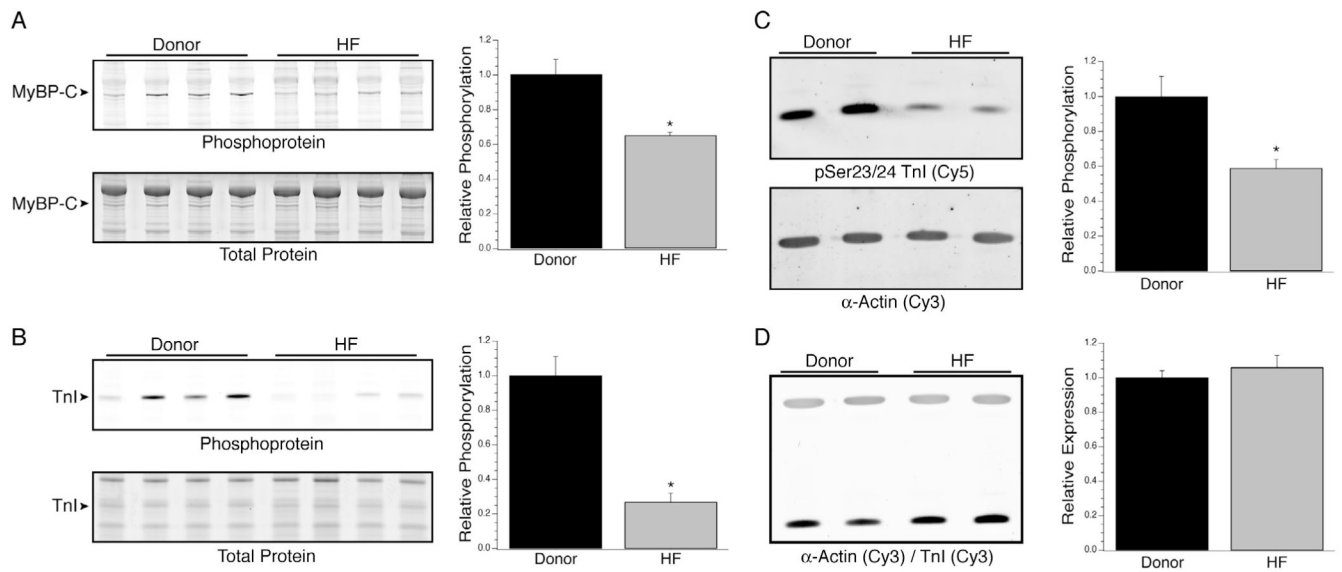 A
Donor HF
MyBP-C
Phosphoprotein
MyBP-C
Total Protein
Relative Phosphorylation
1.2
1.0
0.8
0.6
0.4
0.2
0.0
*
Donor HF
B
Donor HF
TnI
Phosphoprotein
TnI
Total Protein
Relative Phosphorylation
1.2
1.0
0.8
0.6
0.4
0.2
0.0
*
Donor HF
C
Donor HF
pSer23/24 TnI (Cy5)
α-Actin (Cy3)
Relative Phosphorylation
1.2
1.0
0.8
0.6
0.4
0.2
0.0
*
Donor HF
D
Donor HF
α-Actin (Cy3) / TnI (Cy3)
Relative Expression
1.2
1.0
0.8
0.6
0.4
0.2
0.0
Donor HF